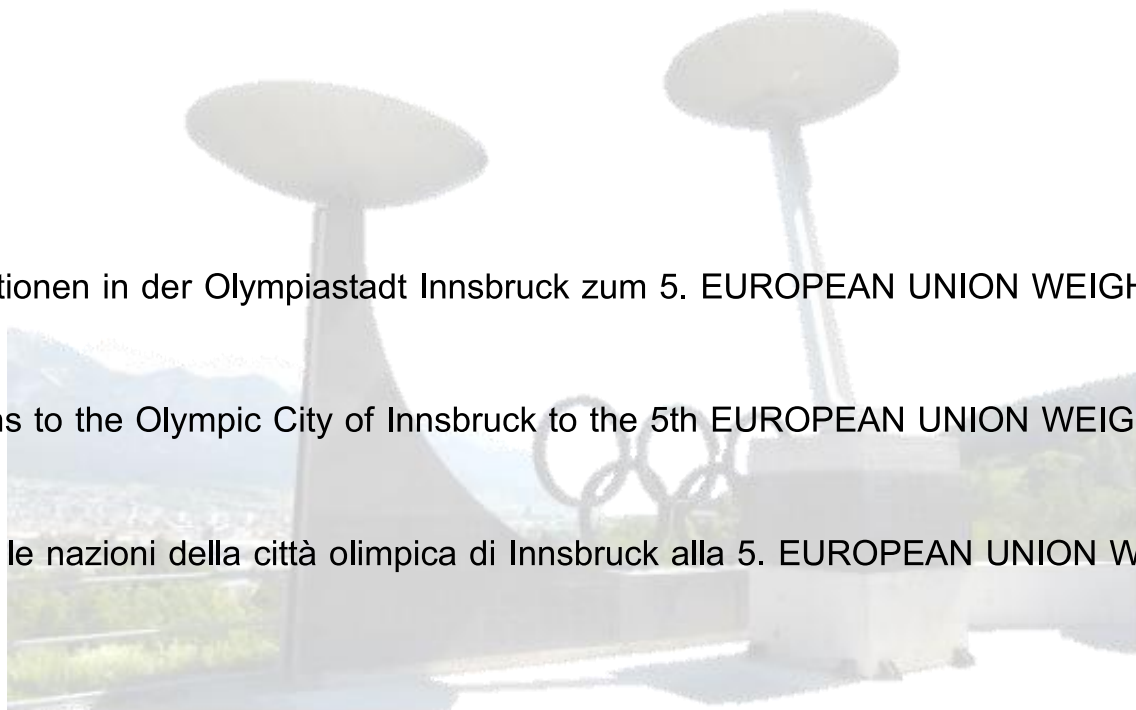 tionen in der Olympiastadt Innsbruck zum 5. EUROPEAN UNION WEIGH
s to the Olympic City of Innsbruck to the 5th EUROPEAN UNION WEIG
le nazioni della città olimpica di Innsbruck alla 5. EUROPEAN UNION W